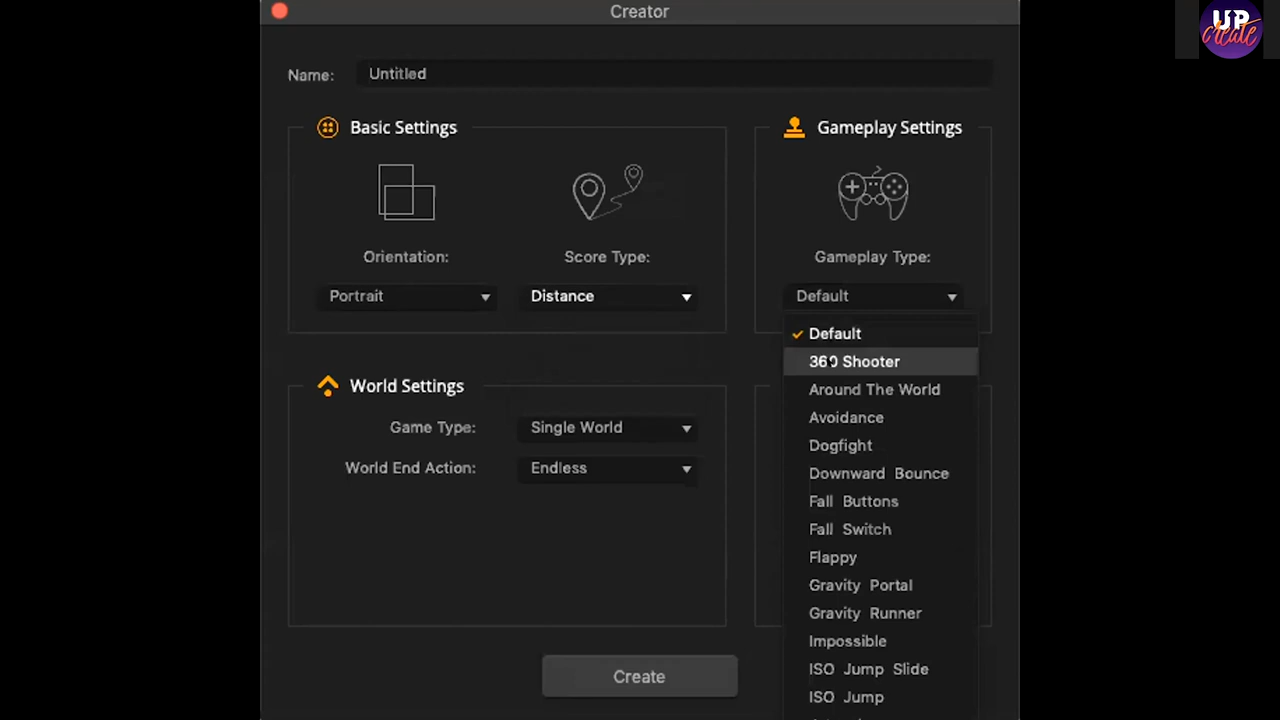 Creator
UP
create
Name: Untitled
Basic Settings
Gameplay Settings
Orientation:
Score Type:
Gameplay Type:
Portrait
Distance
Default
Default
360 Shooter
Around The World
Avoidance
Dogfight
Downward Bounce
Fall Buttons
Fall Switch
Flappy
Gravity Portal
Gravity Runner
Impossible
ISO Jump Slide
ISO Jump
World Settings
Game Type: Single World
World End Action: Endless
Create